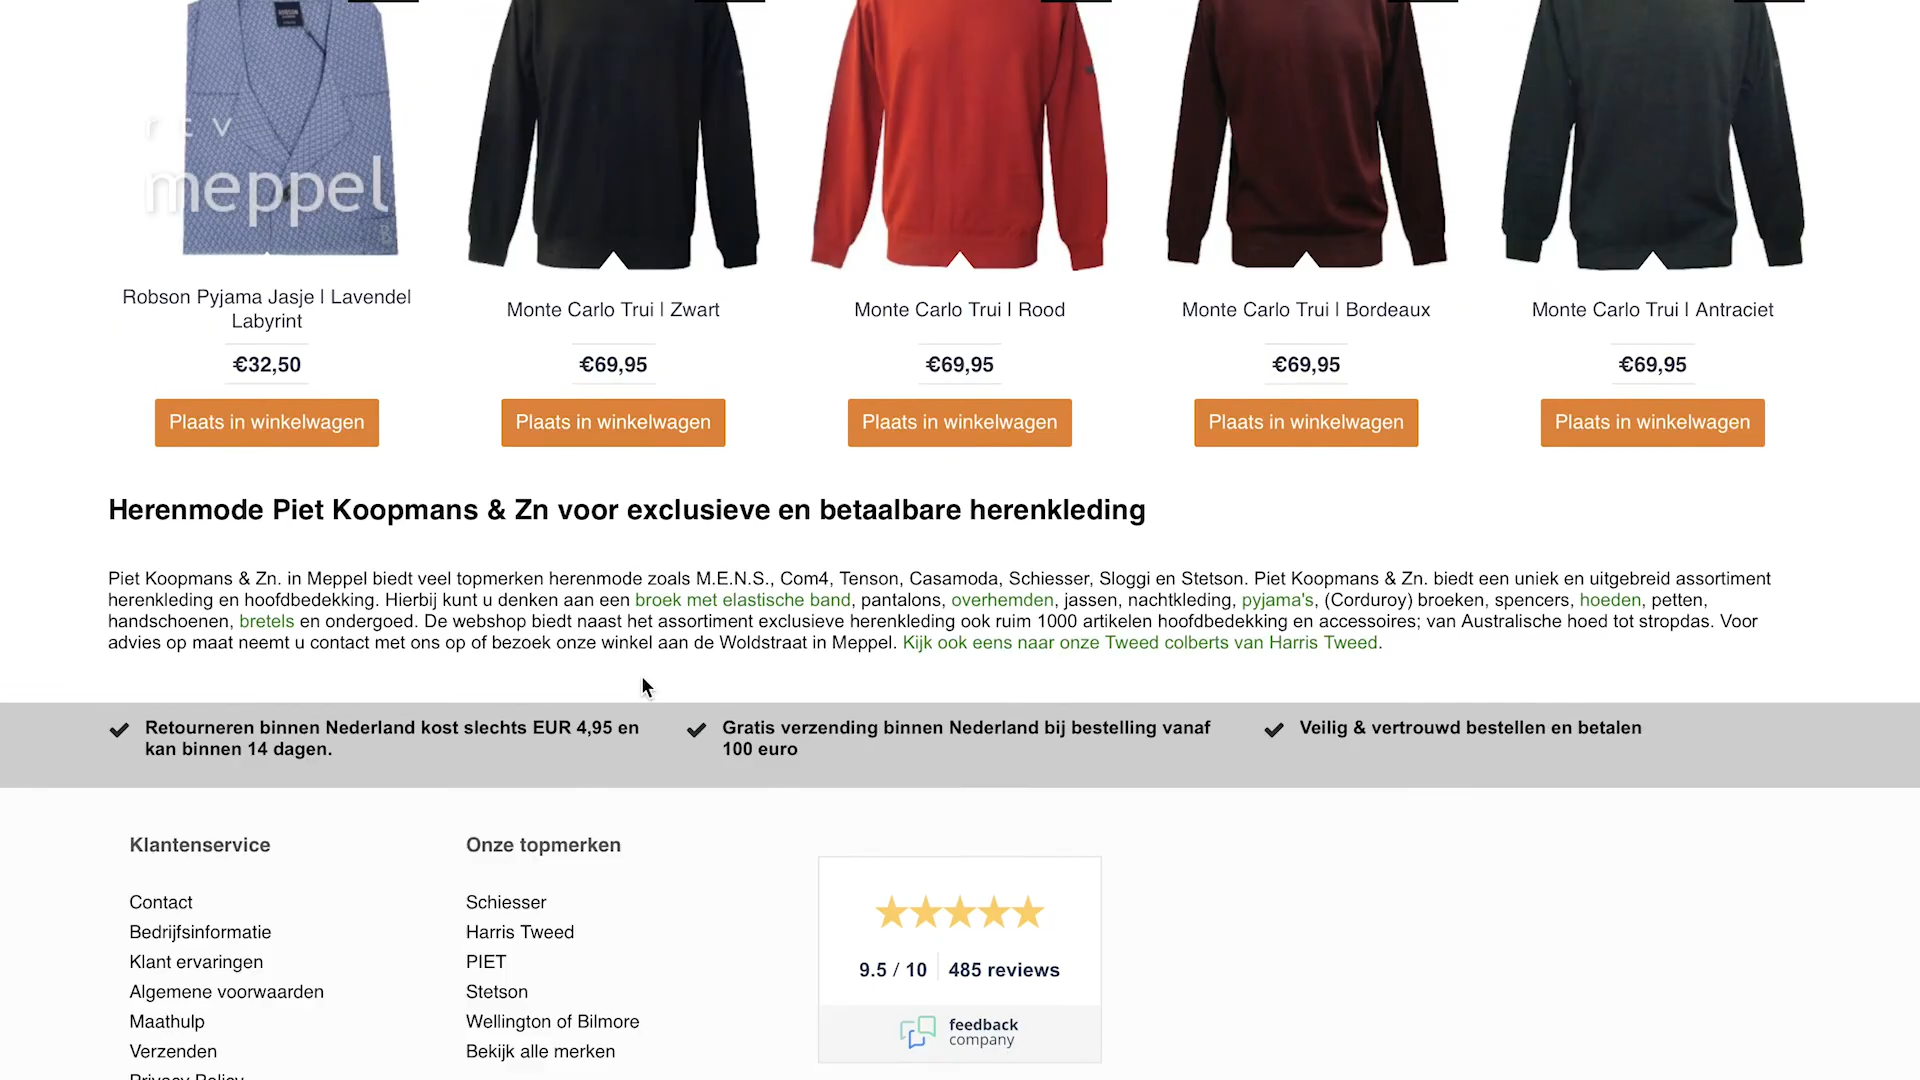 ROBSON
rtv
meppel
Robson Pyjama Jasje | Lavendel
Labyrint
€32,50
Plaats in winkelwagen
Monte Carlo Trui | Zwart
€69,95
Plaats in winkelwagen
Monte Carlo Trui | Rood
€69,95
Plaats in winkelwagen
Monte Carlo Trui | Bordeaux
€69,95
Plaats in winkelwagen
Monte Carlo Trui | Antraciet
€69,95
Plaats in winkelwagen
Herenmode Piet Koopmans & Zn voor exclusieve en betaalbare herenkleding
Piet Koopmans & Zn. in Meppel biedt veel topmerken herenmode zoals M.E.N.S., Com4, Tenson, Casamoda, Schiesser, Sloggi en Stetson. Piet Koopmans & Zn. biedt een uniek en uitgebreid assortiment
herenkleding en hoofdbedekking. Hierbij kunt u denken aan een broek met elastische band, pantalons, overhemden, jassen, nachtkleding, pyjama's, (Corduroy) broeken, spencers, hoeden, petten,
handschoenen, bretels en ondergoed. De webshop biedt naast het assortiment exclusieve herenkleding ook ruim 1000 artikelen hoofdbedekking en accessoires; van Australische hoed tot stropdas. Voor
advies op maat neemt u contact met ons op of bezoek onze winkel aan de Woldstraat in Meppel. Kijk ook eens naar onze Tweed colberts van Harris Tweed.
Retourneren binnen Nederland kost slechts EUR 4,95 en
kan binnen 14 dagen.
Gratis verzending binnen Nederland bij bestelling vanaf
100 euro
Veilig & vertrouwd bestellen en betalen
Klantenservice
Contact
Bedrijfsinformatie
Klant ervaringen
Algemene voorwaarden
Maathulp
Verzenden
Privacy Policy
Onze topmerken
Schiesser
Harris Tweed
PIET
Stetson
Wellington of Bilmore
Bekijk alle merken
9.5 / 10
485 reviews
feedback
company